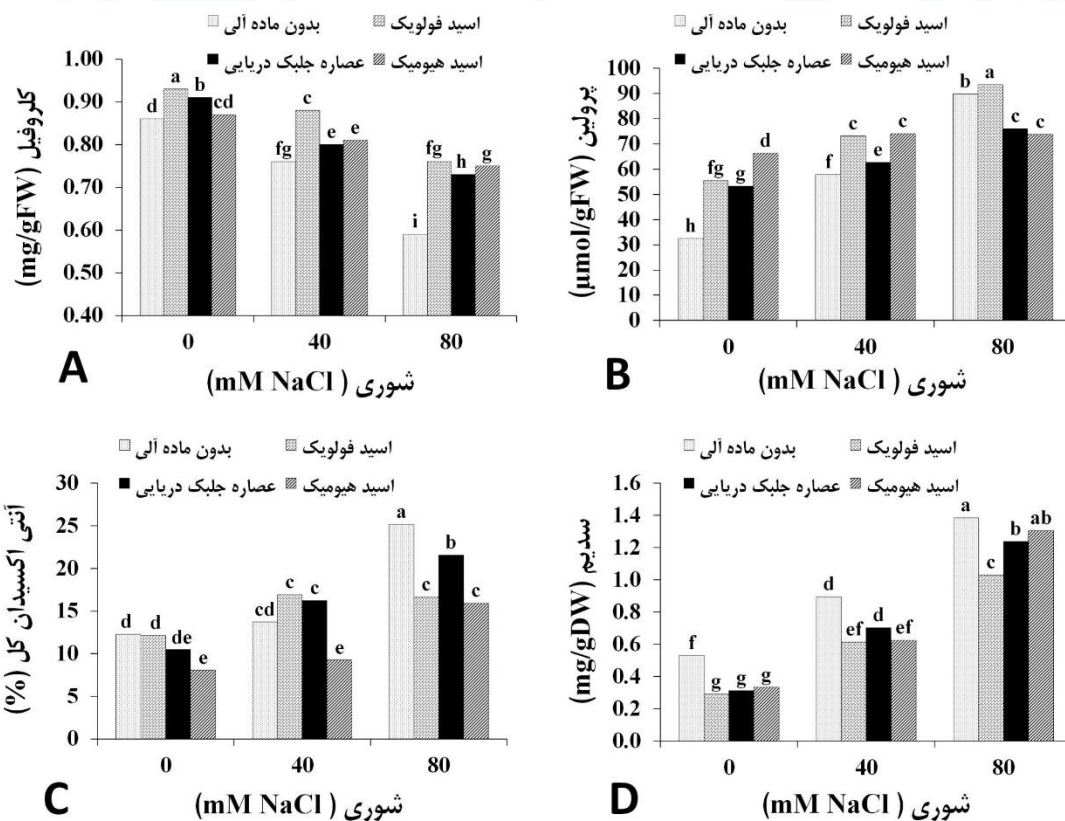 بدون ماده آلی اسید فولویک
عصاره جلبک دریایی اسید هیومیک
کلروفیل (mg/gFW)
1.00
0.90
0.80
0.70
0.60
0.50
0.40
d a b cd
fg c e e
i fg h g
0 40 80
شوری (mM NaCl )
A
بدون ماده آلی اسید فولویک
عصاره جلبک دریایی اسید هیومیک
پرولین (µmol/gFW)
100
90
80
70
60
50
40
30
20
10
0
h fg g d
f c e c
b a c c
0 40 80
شوری (mM NaCl )
B
بدون ماده آلی اسید فولویک
عصاره جلبک دریایی اسید هیومیک
آنتی اکسیدان کل (%)
30
25
20
15
10
5
0
d d de e
cd c c e
a c b c
0 40 80
شوری (mM NaCl )
C
بدون ماده آلی اسید فولویک
عصاره جلبک دریایی اسید هیومیک
سدیم (mg/gDW)
1.6
1.4
1.2
1.0
0.8
0.6
0.4
0.2
0.0
f g g g
d ef d ef
a c b ab
0 40 80
شوری (mM NaCl )
D